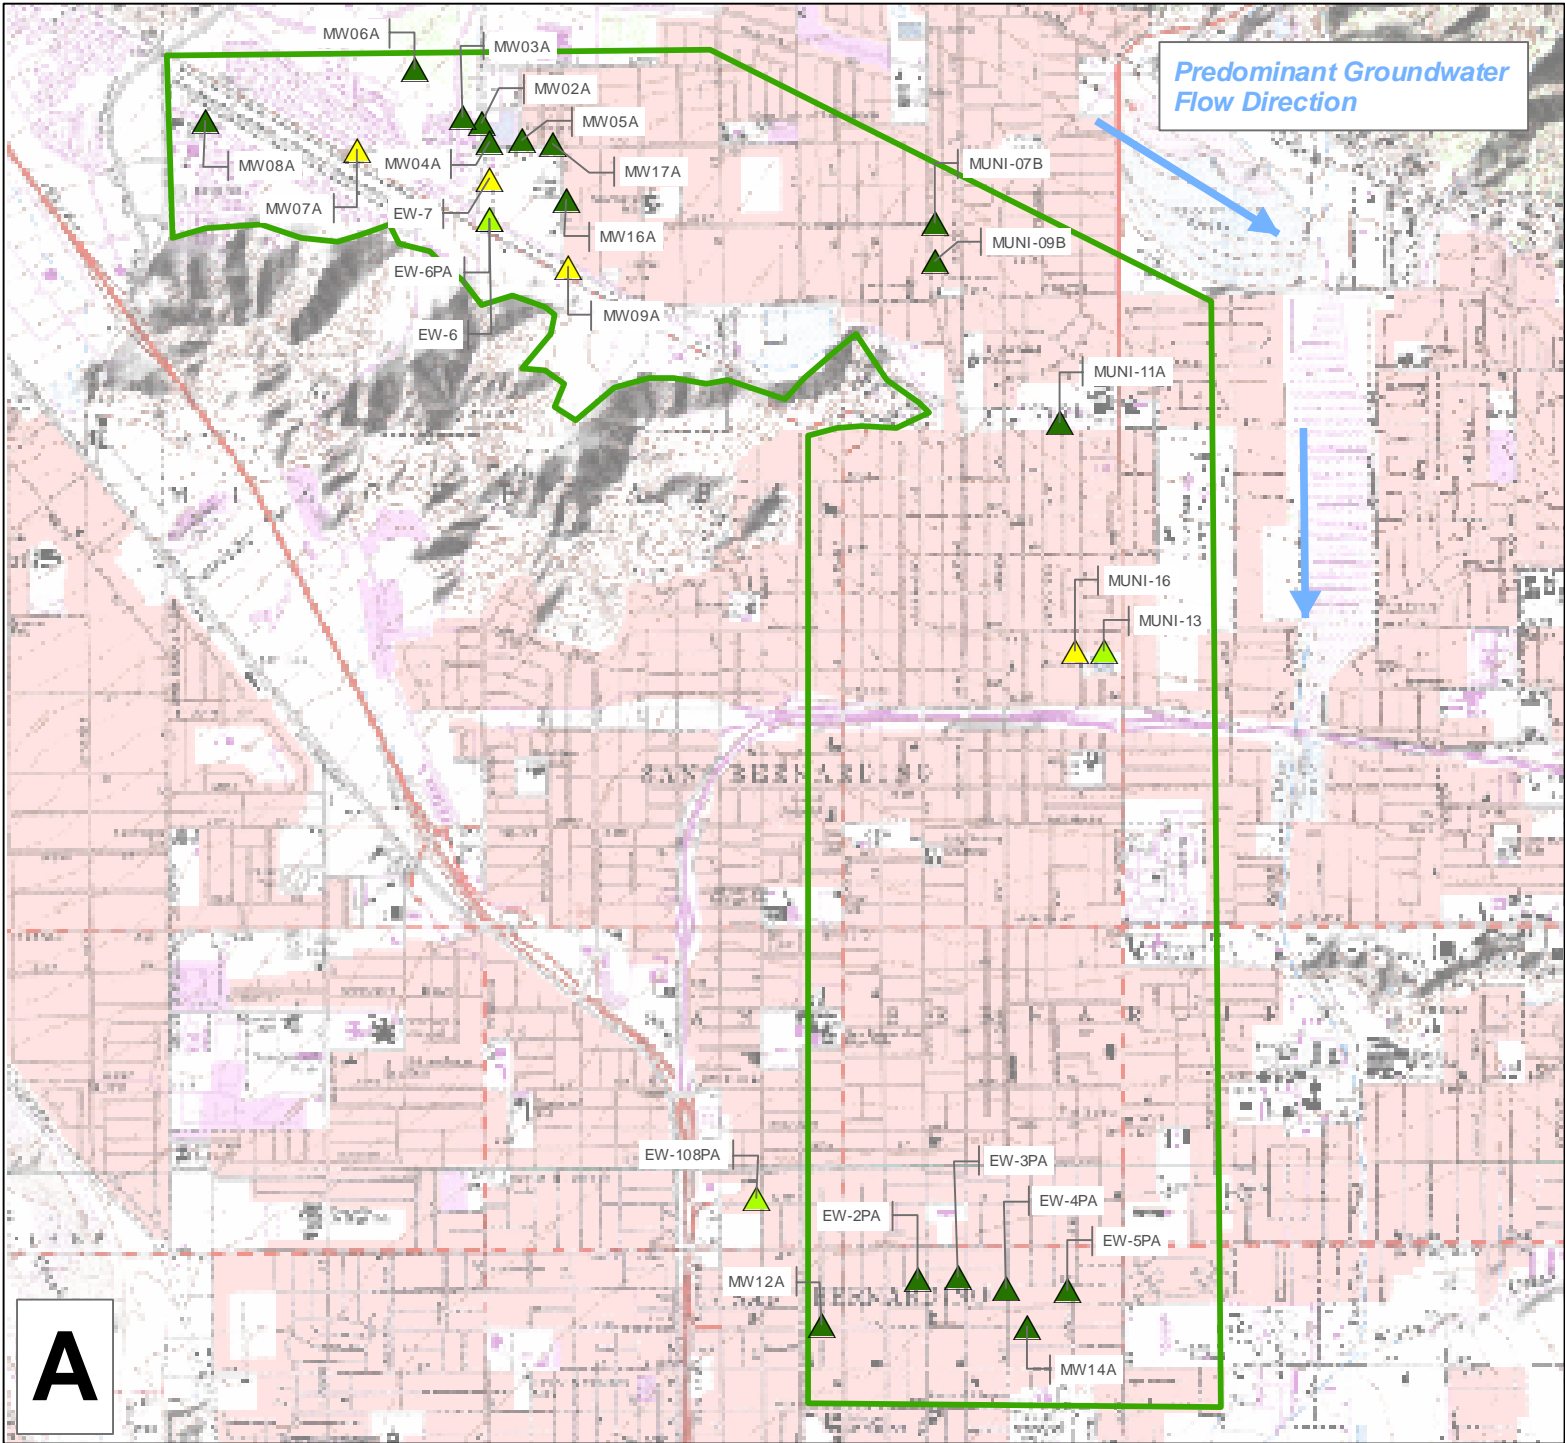 MW06A
MW03A
Predominant Groundwater
Flow Direction
MW02A
MW05A
MW08A
MW04A
MW17A
MUNI-07B
MW07A
EW-7
MW16A
MUNI-09B
EW-6PA
MW09A
EW-6
MUNI-11A
MUNI-16
MUNI-13
SAN BERNARDINO
EW-108PA
EW-3PA
EW-4PA
EW-2PA
EW-5PA
MW12A
MW14A
A